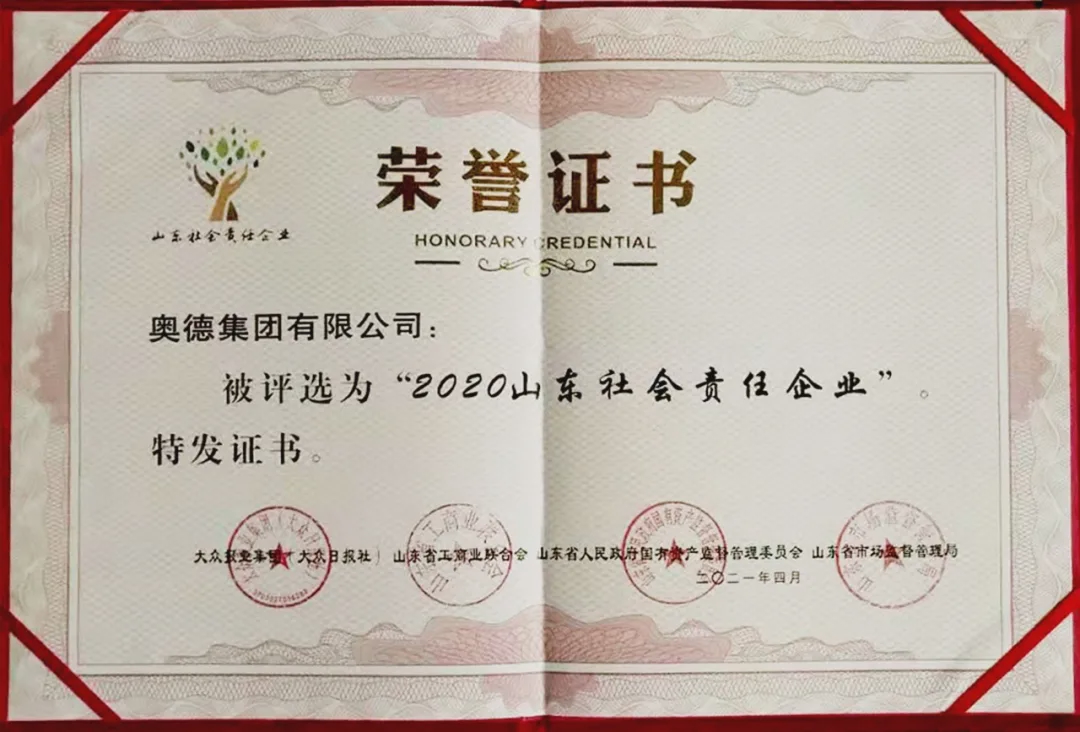 荣誉证书
山东社会责任企业
HONORARY CREDENTIAL
奥德集团有限公司：
被评选为“2020山东社会责任企业”。
特发证书。
大众报业集团（大众日报社） 山东省工商业联合会 山东省人民政府国有资产监督管理委员会 山东省市场监督管理局
二〇二一年四月